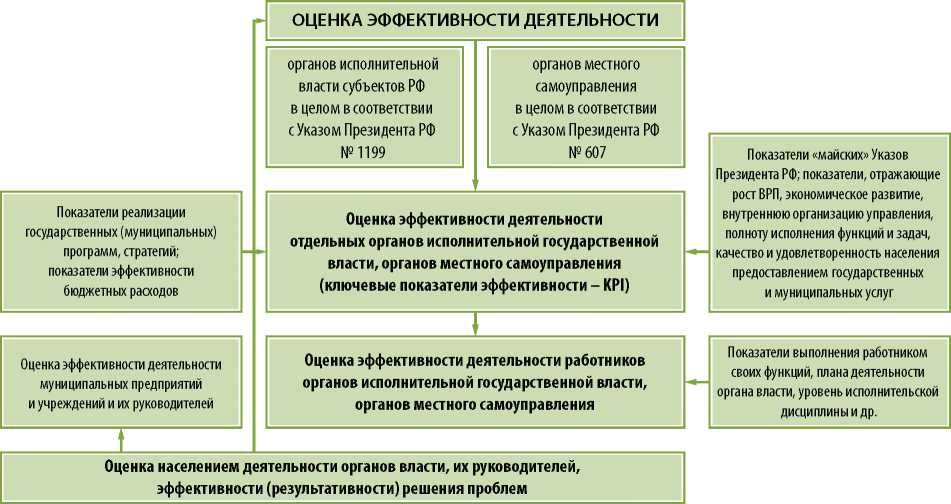 ОЦЕНКА ЭФФЕКТИВНОСТИ ДЕЯТЕЛЬНОСТИ
органов исполнительной
власти субъектов РФ
в целом в соответствии
с Указом Президента РФ
№ 1199
органов местного
самоуправления
в целом в соответствии
с Указом Президента РФ
№ 607
Показатели реализации
государственных (муниципальных)
программ, стратегий;
показатели эффективности
бюджетных расходов
Оценка эффективности деятельности
отдельных органов исполнительной государственной
власти, органов местного самоуправления
(ключевые показатели эффективности – KPI)
Показатели «майских» Указов
Президента РФ; показатели, отражающие
рост ВРП, экономическое развитие,
внутреннюю организацию управления,
полноту исполнения функций и задач,
качество и удовлетворенность населения
предоставлением государственных
и муниципальных услуг
Оценка эффективности деятельности
муниципальных предприятий
и учреждений и их руководителей
Оценка эффективности деятельности работников
органов исполнительной государственной власти,
органов местного самоуправления
Показатели выполнения работником
своих функций, плана деятельности
органа власти, уровень исполнительской
дисциплины и др.
Оценка населением деятельности органов власти, их руководителей,
эффективности (результативности) решения проблем